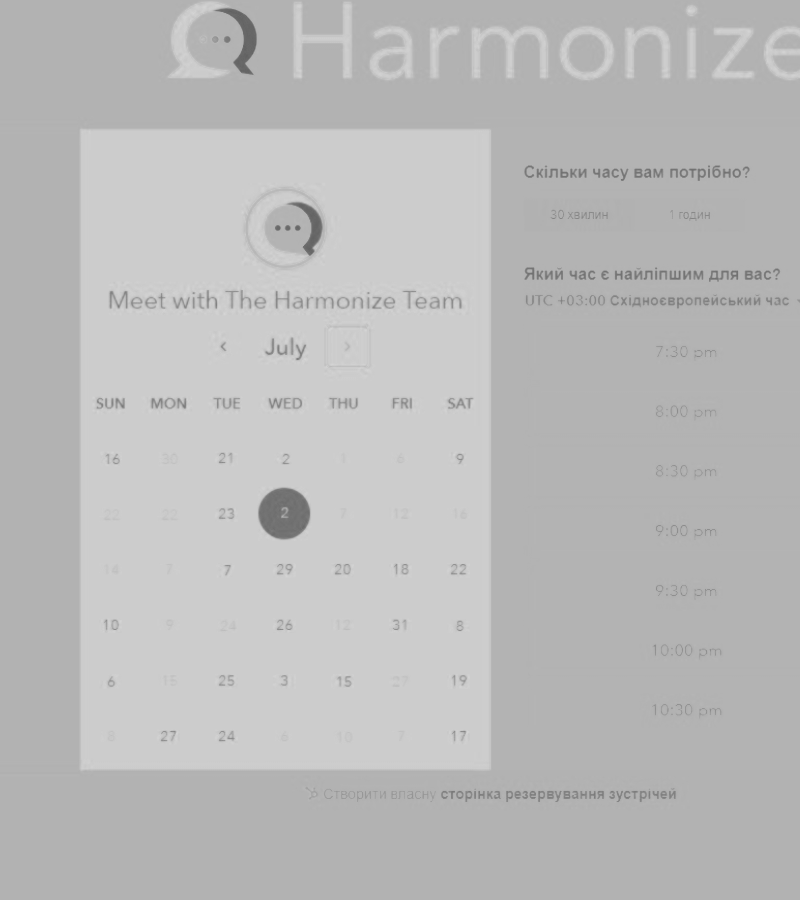 Harmonize
Meet with The Harmonize Team
July
SUN MON TUE WED THU FRI SAT
16 30 21 2 9
22 22 23 2 7 12 16
14 7 7 29 20 18 22
10 9 24 26 12 31 8
6 15 25 3 15 27 19
8 27 24 6 10 7 17
Скільки часу вам потрібно?
30 хвилин 1 годин
Який час є найліпшим для вас?
UTC +03:00 Східноєвропейський час
7:30 pm
8:00 pm
8:30 pm
9:00 pm
9:30 pm
10:00 pm
10:30 pm
Створити власну сторінка резервування зустрічей